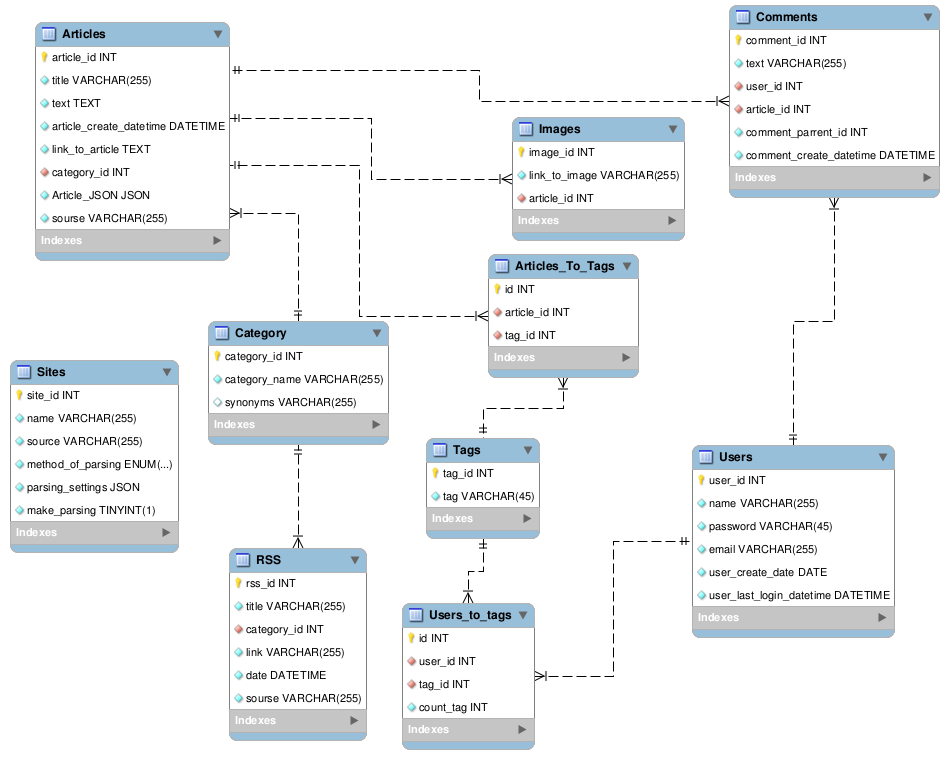 Articles
article_id INT
title VARCHAR(255)
text TEXT
article_create_datetime DATETIME
link_to_article TEXT
category_id INT
Article_JSON JSON
sourse VARCHAR(255)
Indexes
Comments
comment_id INT
text VARCHAR(255)
user_id INT
article_id INT
comment_parrent_id INT
comment_create_datetime DATETIME
Indexes
Images
image_id INT
link_to_image VARCHAR(255)
article_id INT
Indexes
Articles_To_Tags
id INT
article_id INT
tag_id INT
Indexes
Category
category_id INT
category_name VARCHAR(255)
synonyms VARCHAR(255)
Indexes
Sites
site_id INT
name VARCHAR(255)
source VARCHAR(255)
method_of_parsing ENUM(...)
parsing_settings JSON
make_parsing TINYINT(1)
Indexes
Tags
tag_id INT
tag VARCHAR(45)
Indexes
Users
user_id INT
name VARCHAR(255)
password VARCHAR(45)
email VARCHAR(255)
user_create_date DATE
user_last_login_datetime DATETIME
Indexes
RSS
rss_id INT
title VARCHAR(255)
category_id INT
link VARCHAR(255)
date DATETIME
sourse VARCHAR(255)
Indexes
Users_to_tags
id INT
user_id INT
tag_id INT
count_tag INT
Indexes